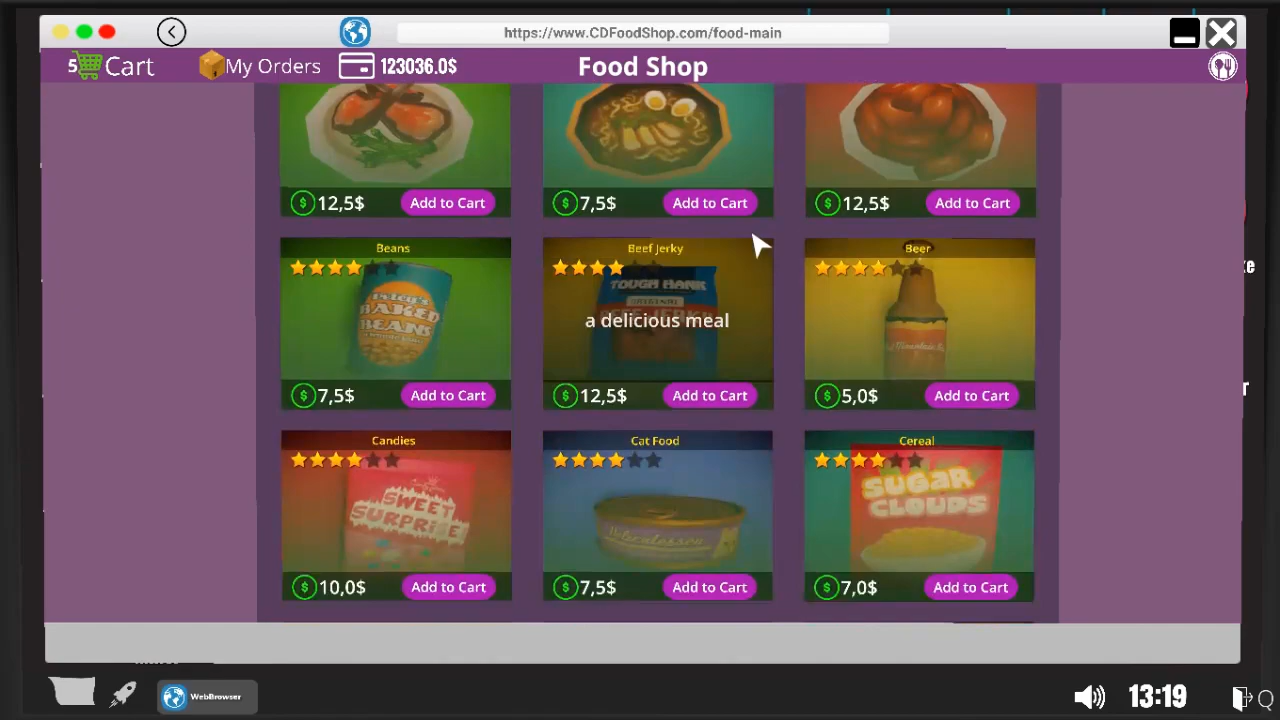 https://www.CDFoodShop.com/food-main
5 Cart
My Orders
123036.0$
Food Shop
$ 12,5$ Add to Cart
$ 7,5$ Add to Cart
$ 12,5$ Add to Cart
Beans
BAKED
BEANS
$ 7,5$ Add to Cart
Beef Jerky
TOUGH HANK
ORIGINAL
a delicious meal
$ 12,5$ Add to Cart
Beer
$ 5,0$ Add to Cart
Candies
SWEET
SURPRISE
$ 10,0$ Add to Cart
Cat Food
$ 7,5$ Add to Cart
Cereal
SUGAR
CLOUDS
$ 7,0$ Add to Cart
WebBrowser
13:19
Q